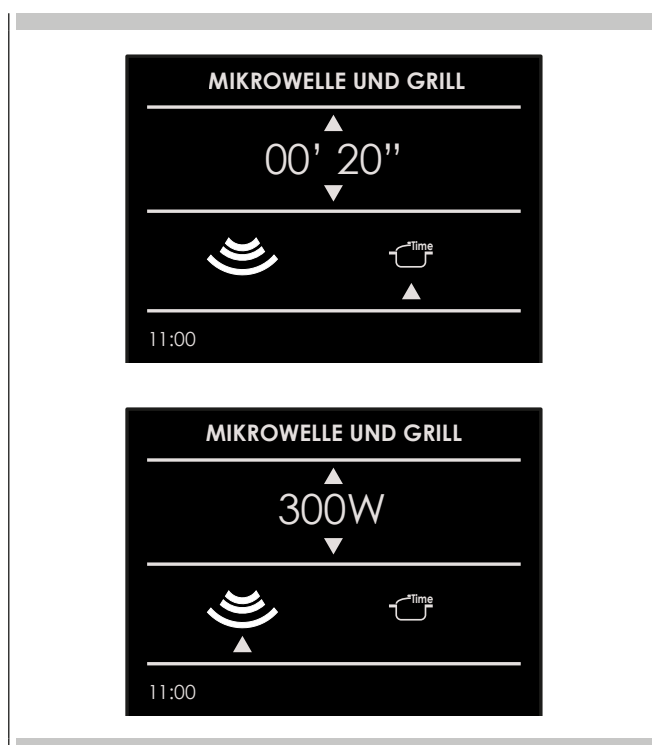 MIKROWELLE UND GRILL
00’ 20’’
Time
11:00
MIKROWELLE UND GRILL
300W
Time
11:00